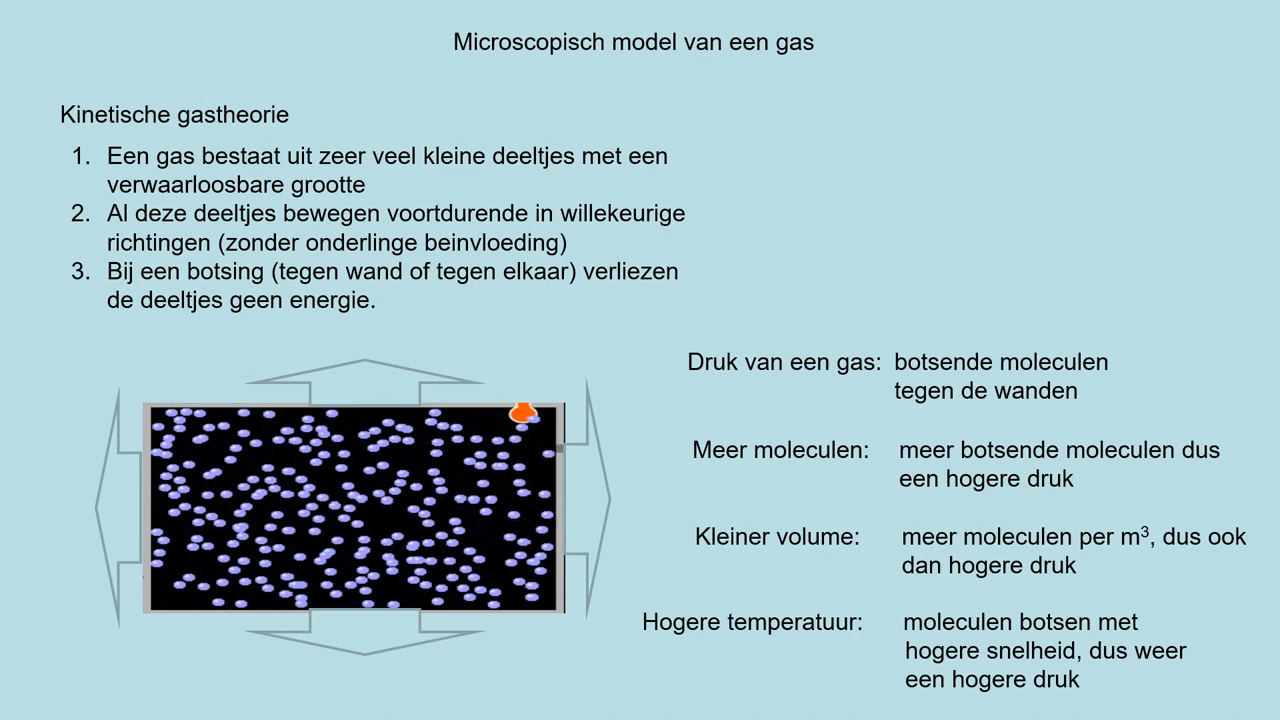 Microscopisch model van een gas
Kinetische gastheorie
1. Een gas bestaat uit zeer veel kleine deeltjes met een
verwaarloosbare grootte
2. Al deze deeltjes bewegen voortdurende in willekeurige
richtingen (zonder onderlinge beinvloeding)
3. Bij een botsing (tegen wand of tegen elkaar) verliezen
de deeltjes geen energie.
Druk van een gas: botsende moleculen
tegen de wanden
Meer moleculen: meer botsende moleculen dus
een hogere druk
Kleiner volume: meer moleculen per m³, dus ook
dan hogere druk
Hogere temperatuur: moleculen botsen met
hogere snelheid, dus weer
een hogere druk